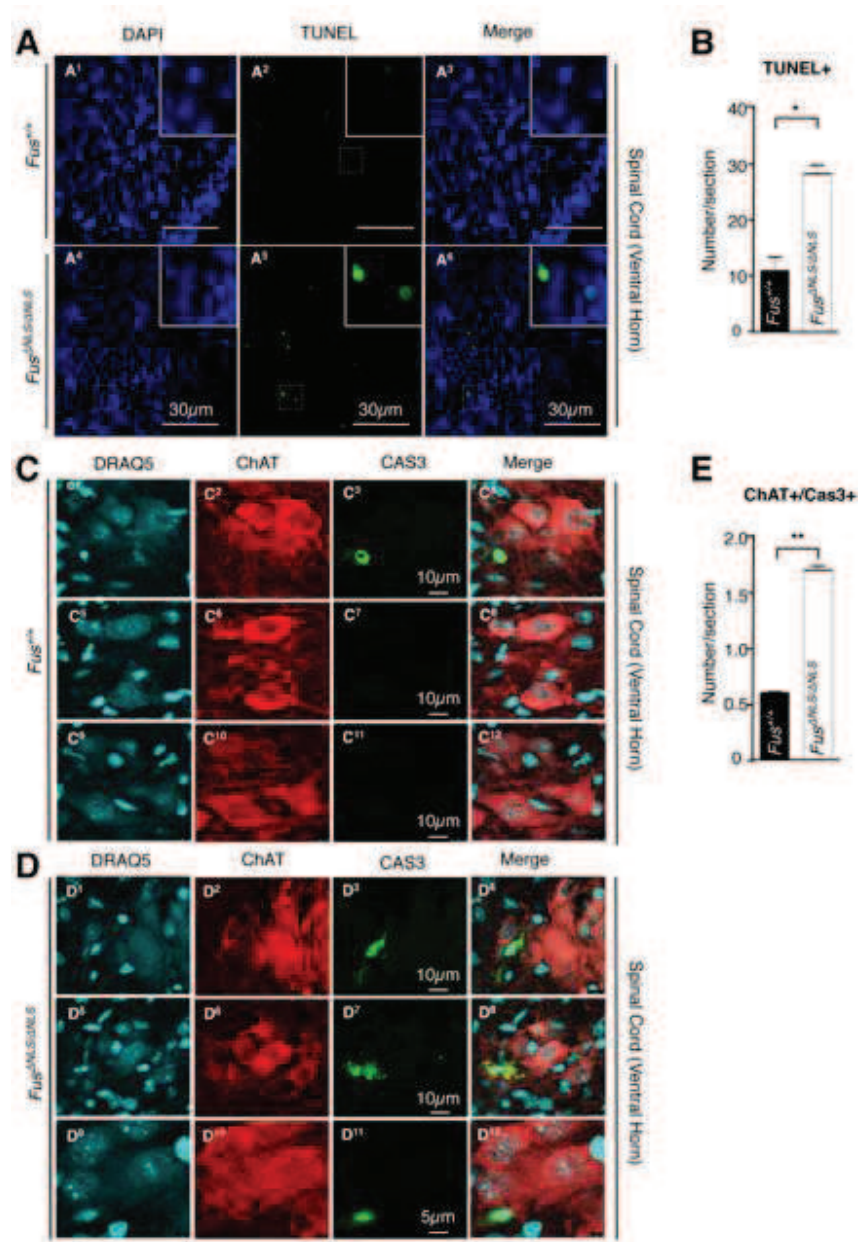 A
DAPI TUNEL Merge
Fus+/+
A1 A2 A3
FusΔNLS/ΔNLS
A4 A5 A6
30µm 30µm 30µm
Spinal Cord (Ventral Horn)
B
TUNEL+
*
Number/section
40
30
20
10
0
Fus+/+
FusΔNLS/ΔNLS
C
DRAQ5 ChAT CAS3 Merge
Fus+/+
C1 C2 C3 C4
10µm
C5 C6 C7 C8
10µm
C9 C10 C11 C12
10µm
Spinal Cord (Ventral Horn)
E
ChAT+/Cas3+
**
Number/section
2.0
1.5
1.0
0.5
0
Fus+/+
FusΔNLS/ΔNLS
D
DRAQ5 ChAT CAS3 Merge
FusΔNLS/ΔNLS
D1 D2 D3 D4
10µm
D5 D6 D7 D8
10µm
D9 D10 D11 D12
5µm
Spinal Cord (Ventral Horn)